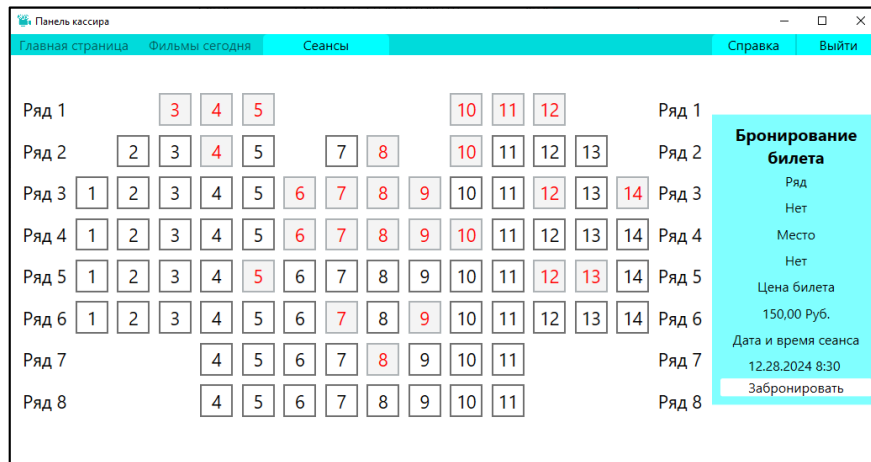 Панель кассира
Главная страница Фильмы сегодня Сеансы Справка Выйти
Ряд 1 3 4 5 10 11 12 Ряд 1
Ряд 2 2 3 4 5 7 8 10 11 12 13 Ряд 2
Ряд 3 1 2 3 4 5 6 7 8 9 10 11 12 13 14 Ряд 3
Ряд 4 1 2 3 4 5 6 7 8 9 10 11 12 13 14 Ряд 4
Ряд 5 1 2 3 4 5 6 7 8 9 10 11 12 13 14 Ряд 5
Ряд 6 1 2 3 4 5 6 7 8 9 10 11 12 13 14 Ряд 6
Ряд 7 4 5 6 7 8 9 10 11 Ряд 7
Ряд 8 4 5 6 7 8 9 10 11 Ряд 8
Бронирование
билета
Ряд
Нет
Место
Нет
Цена билета
150,00 Руб.
Дата и время сеанса
12.28.2024 8:30
Забронировать